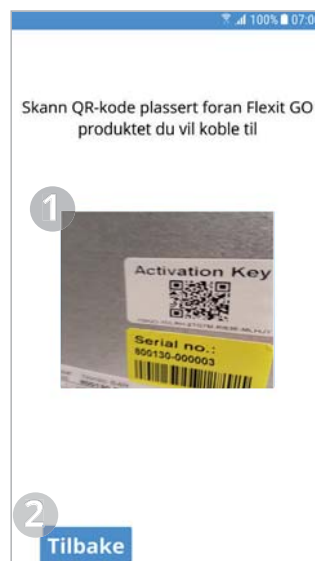 100% 07:0
Skann QR-kode plassert foran Flexit GO
produktet du vil koble til
1
Activation Key
Serial no.:
800130-000003
2
Tilbake